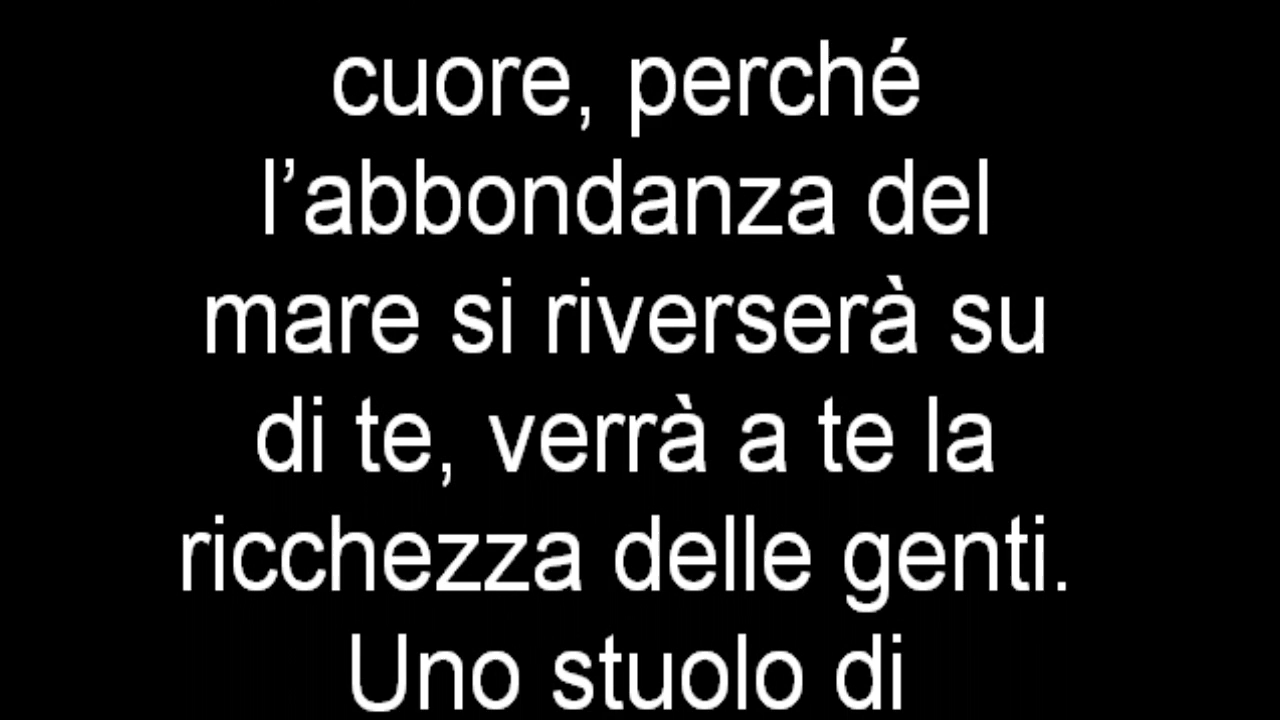 cuore, perché
l’abbondanza del
mare si riverserà su
di te, verrà a te la
ricchezza delle genti.
Uno stuolo di